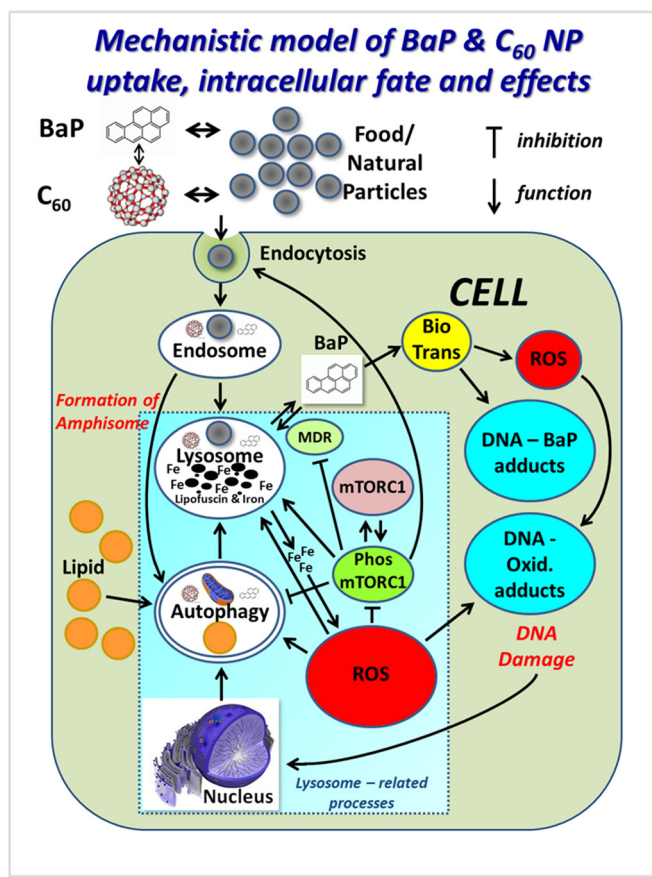 Mechanistic model of BaP & C60 NP
uptake, intracellular fate and effects
BaP
C60
Food/
Natural
Particles
inhibition
function
Endocytosis
CELL
Endosome
BaP
Bio
Trans
ROS
Formation of
Amphisome
MDR
Lysosome
Fe Fe Fe
Fe Fe Fe
Lipofuscin & Iron
mTORC1
DNA – BaP
adducts
Fe Fe
Fe
Phos
mTORC1
DNA -
Oxid.
adducts
Lipid
Autophagy
ROS
DNA
Damage
Nucleus
Lysosome – related
processes